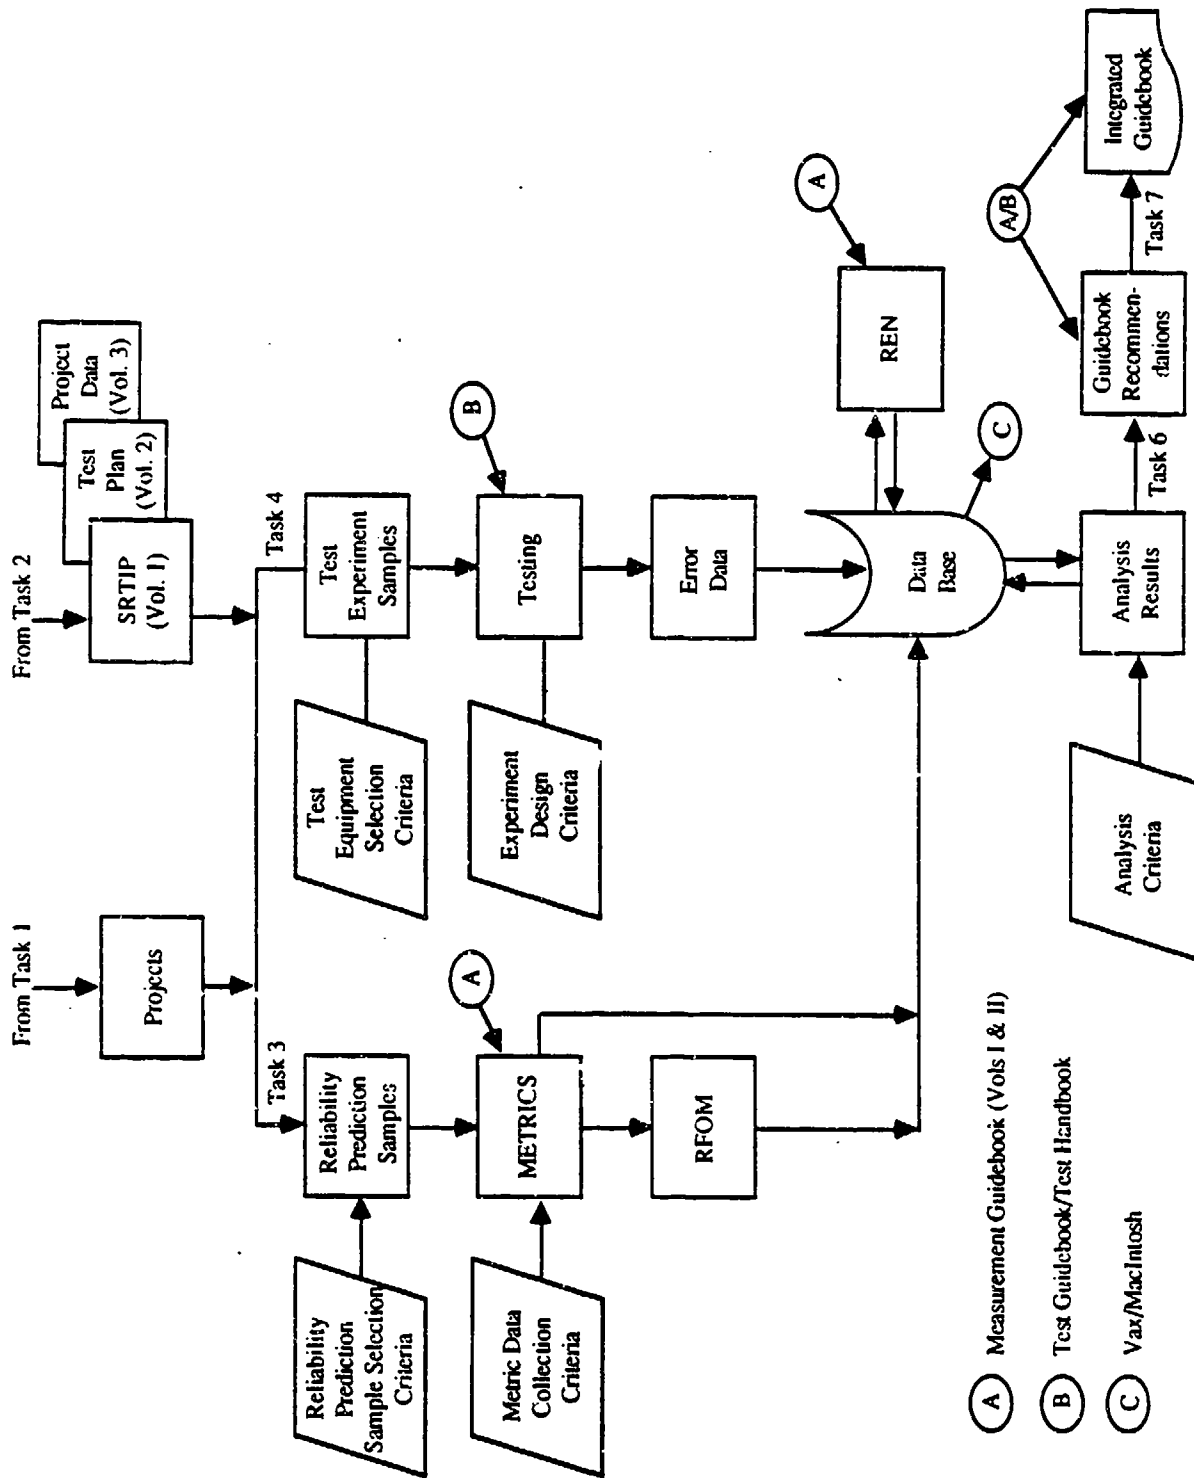 From Task 1
From Task 2
Projects
SRTIP
(Vol. 1)
Test
Plan
(Vol. 2)
Project
Data
(Vol. 3)
Task 3
Task 4
Reliability
Prediction
Sample Selection
Criteria
Reliability
Prediction
Samples
Test
Equipment
Selection
Criteria
Test
Experiment
Samples
Metric Data
Collection
Criteria
METRICS
A
Experiment
Design
Criteria
Testing
B
RFOM
Error
Data
Data
Base
REN
A
C
Analysis
Criteria
Analysis
Results
Task 6
Guidebook
Recommen-
dations
Task 7
Integrated
Guidebook
A/B
A Measurement Guidebook (Vols I & II)
B Test Guidebook/Test Handbook
C Vax/MacIntosh